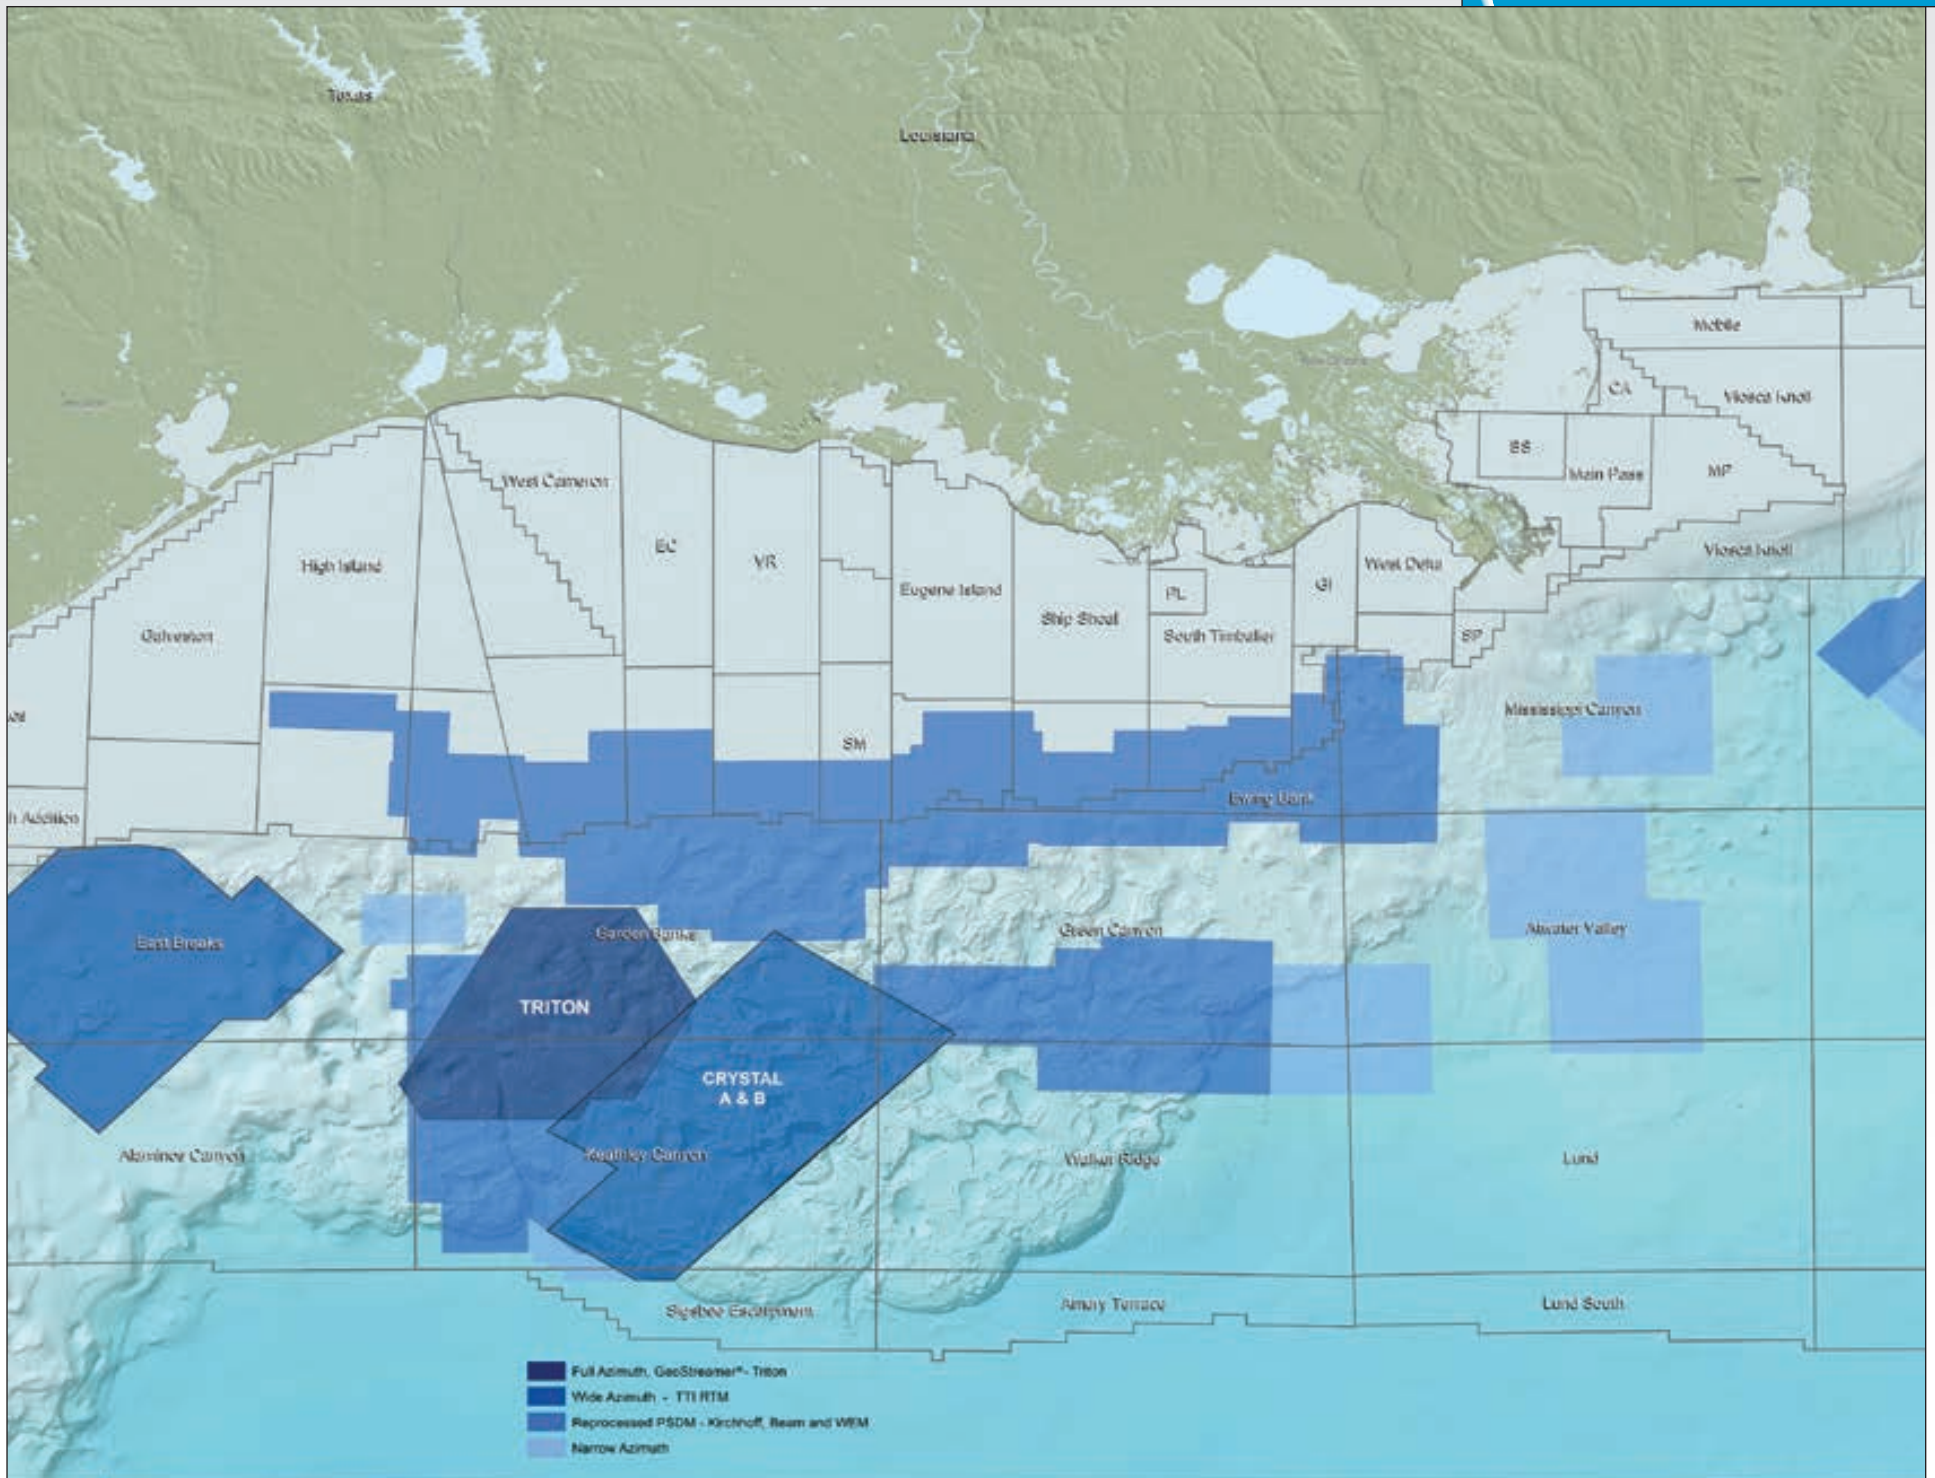 Texas
Louisiana
Mobile
CA
Viosca Knoll
BS
Main Pass
MP
West Cameron
EC
VR
High Island
Viosca Knoll
West Delta
GI
PL
Eugene Island
Ship Shoal
South Timbalier
SP
Galveston
Mississippi Canyon
SM
Ewing Bank
h Addition
East Breaks
Garden Banks
Green Canyon
Atwater Valley
TRITON
CRYSTAL
A & B
Alaminos Canyon
Keathley Canyon
Walker Ridge
Lund
Sigsbee Escarpment
Amery Terrace
Lund South
Full Azimuth, GeoStreamer® - Triton
Wide Azimuth - TTI RTM
Reprocessed PSDM - Kirchhoff, Beam and WEM
Narrow Azimuth